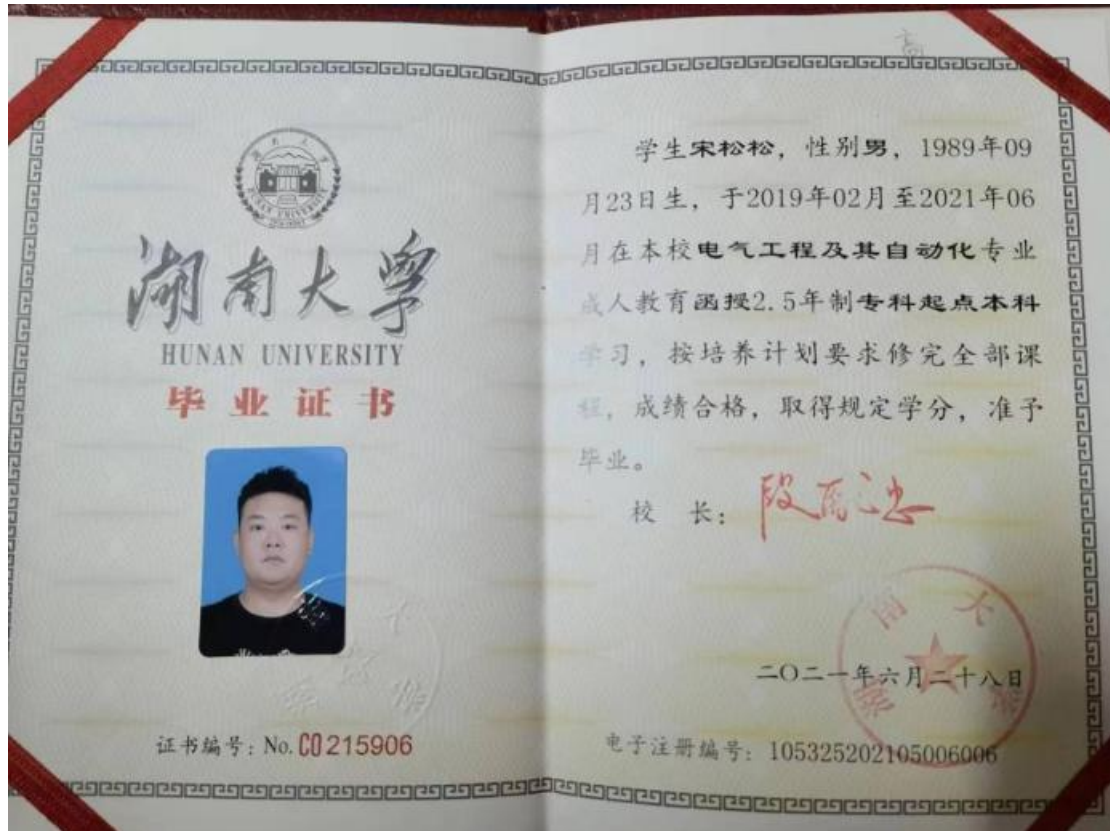 湖南大学
HUNAN UNIVERSITY
毕业证书
证书编号：No. C0215906
高
学生宋松松，性别男，1989年09
月23日生，于2019年02月至2021年06
月在本校电气工程及其自动化专业
成人教育函授2.5年制专科起点本科
学习，按培养计划要求修完全部课
程，成绩合格，取得规定学分，准予
毕业。
校 长：段献忠
二〇二一年六月二十八日
电子注册编号：105325202105006006